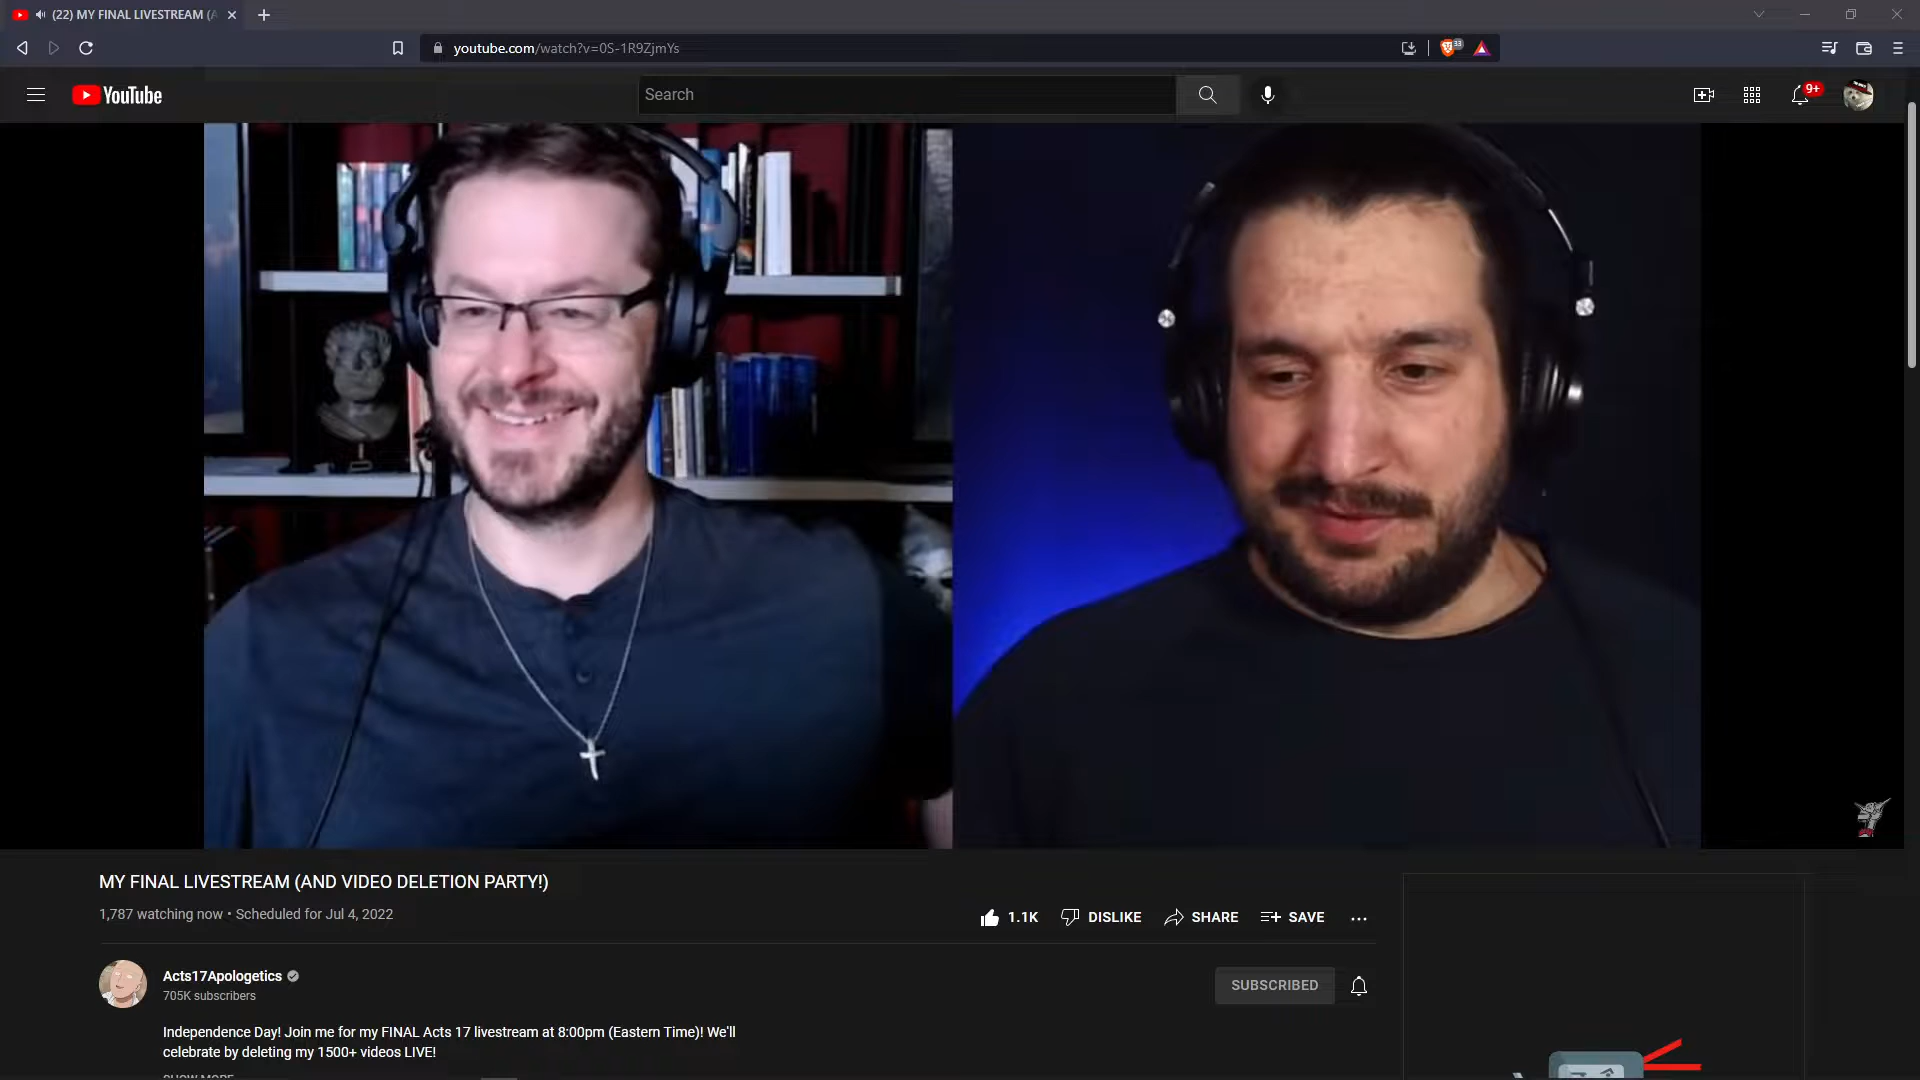 (22) MY FINAL LIVESTREAM (A
youtube.com/watch?v=0S-1R9ZjmYs
33
YouTube
Search
9+
MY FINAL LIVESTREAM (AND VIDEO DELETION PARTY!)
1,787 watching now • Scheduled for Jul 4, 2022
1.1K
DISLIKE
SHARE
SAVE
Acts17Apologetics
705K subscribers
SUBSCRIBED
Independence Day! Join me for my FINAL Acts 17 livestream at 8:00pm (Eastern Time)! We'll
celebrate by deleting my 1500+ videos LIVE!
SHOW MORE